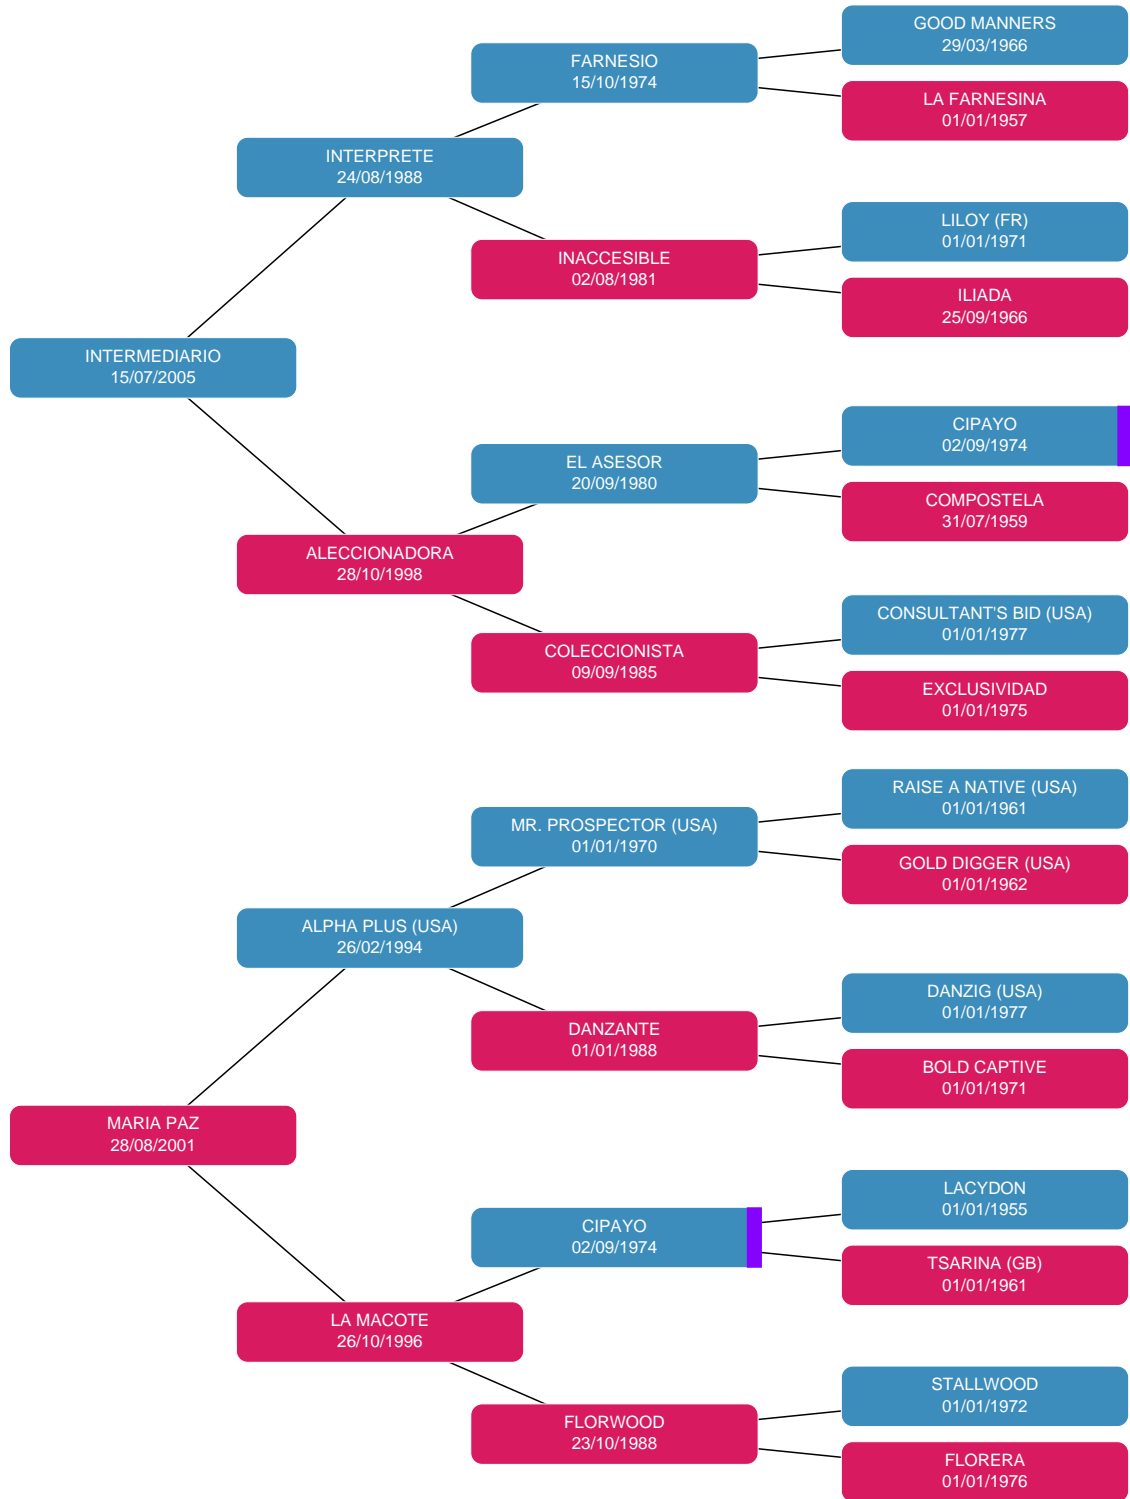 GOOD MANNERS
29/03/1966
FARNESIO
15/10/1974
LA FARNESINA
01/01/1957
INTERPRETE
24/08/1988
LILOY (FR)
01/01/1971
INACCESIBLE
02/08/1981
ILIADA
25/09/1966
INTERMEDIARIO
15/07/2005
CIPAYO
02/09/1974
EL ASESOR
20/09/1980
COMPOSTELA
31/07/1959
ALECCIONADORA
28/10/1998
CONSULTANT'S BID (USA)
01/01/1977
COLECCIONISTA
09/09/1985
EXCLUSIVIDAD
01/01/1975
RAISE A NATIVE (USA)
01/01/1961
MR. PROSPECTOR (USA)
01/01/1970
GOLD DIGGER (USA)
01/01/1962
ALPHA PLUS (USA)
26/02/1994
DANZIG (USA)
01/01/1977
DANZANTE
01/01/1988
BOLD CAPTIVE
01/01/1971
MARIA PAZ
28/08/2001
LACYDON
01/01/1955
CIPAYO
02/09/1974
TSARINA (GB)
01/01/1961
LA MACOTE
26/10/1996
STALLWOOD
01/01/1972
FLORWOOD
23/10/1988
FLORERA
01/01/1976